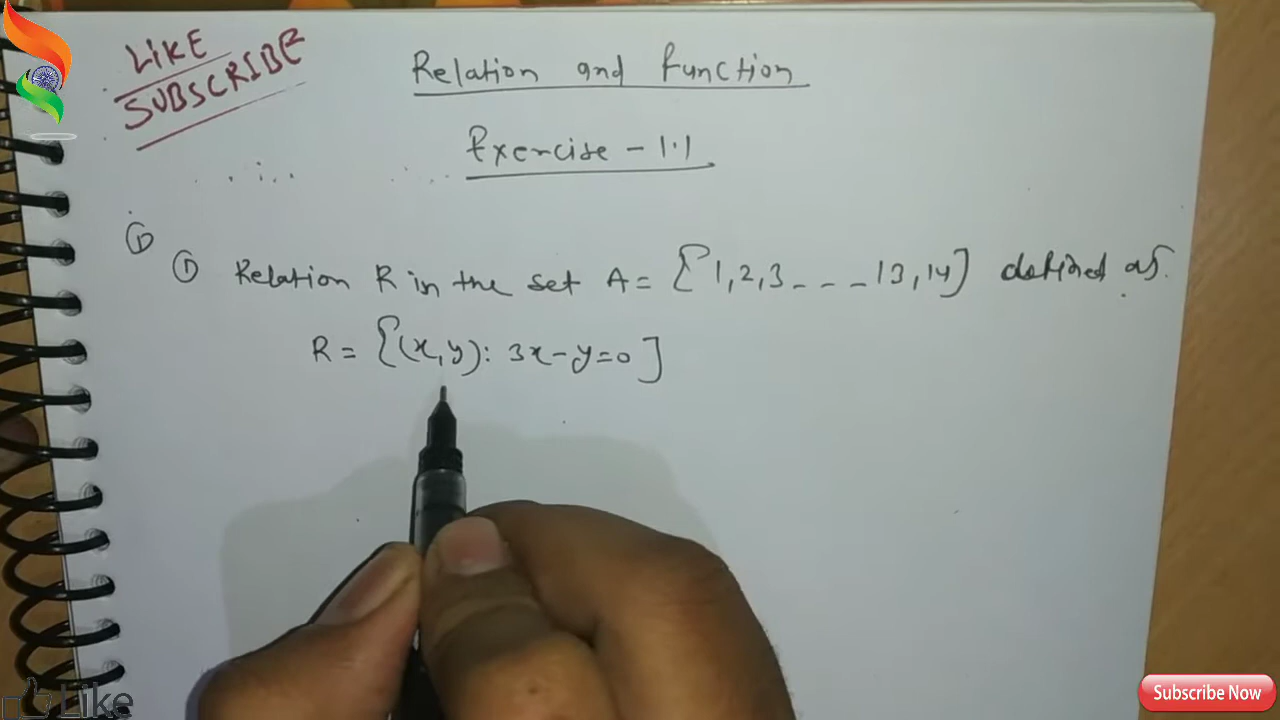 LIKE
SUBSCRIBE
Relation and function
Exercise - 1.1
①
① Relation R in the set A = {1,2,3 - - - 13,14} defined as.
R = {(x,y): 3x-y=0]
Like
Subscribe Now